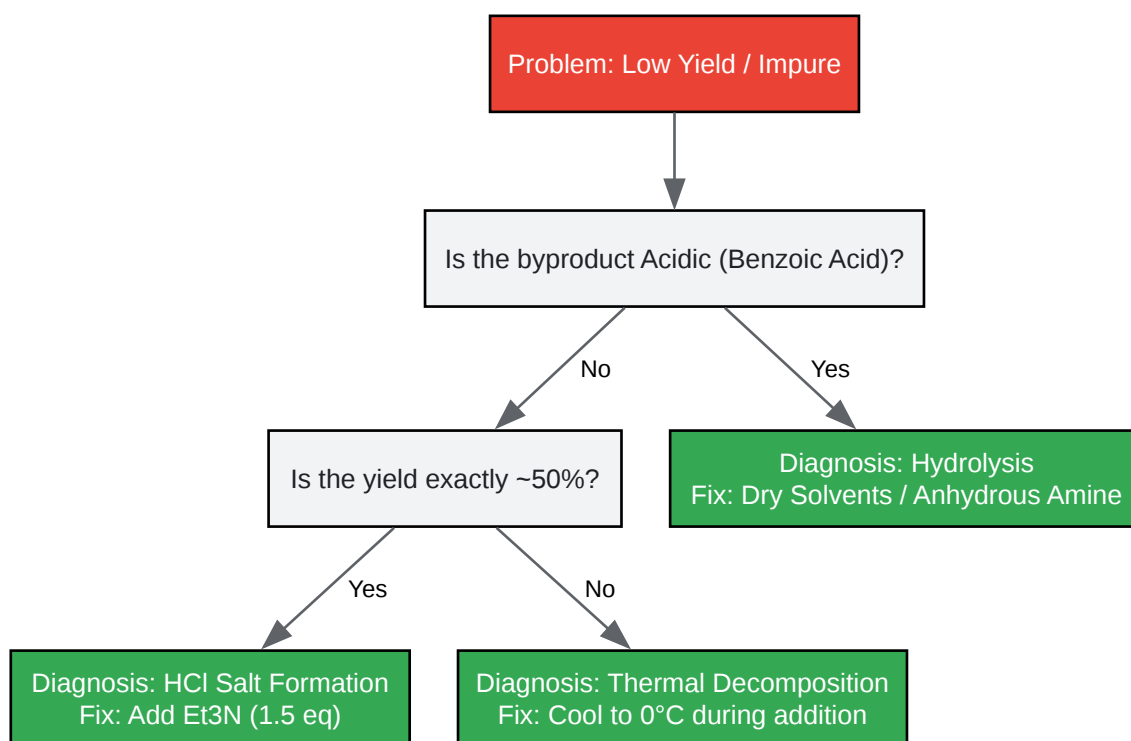 Problem: Low Yield / Impure
Is the byproduct Acidic (Benzoic Acid)?
No
Yes
Is the yield exactly ~50%?
Diagnosis: Hydrolysis
Fix: Dry Solvents / Anhydrous Amine
Yes
No
Diagnosis: HCl Salt Formation
Fix: Add Et3N (1.5 eq)
Diagnosis: Thermal Decomposition
Fix: Cool to 0°C during addition